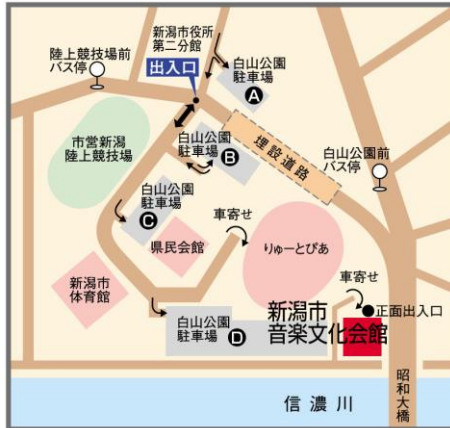 陸上競技場前
バス停
新潟市役所
第二分館
出入口
白山公園
駐車場
A
市営新潟
陸上競技場
白山公園
駐車場
B
埋設道路
白山公園前
バス停
白山公園
駐車場
C
車寄せ
県民会館
りゅーとぴあ
新潟市
体育館
車寄せ
正面出入口
白山公園
駐車場
D
新潟市
音楽文化会館
信濃川
昭和大橋